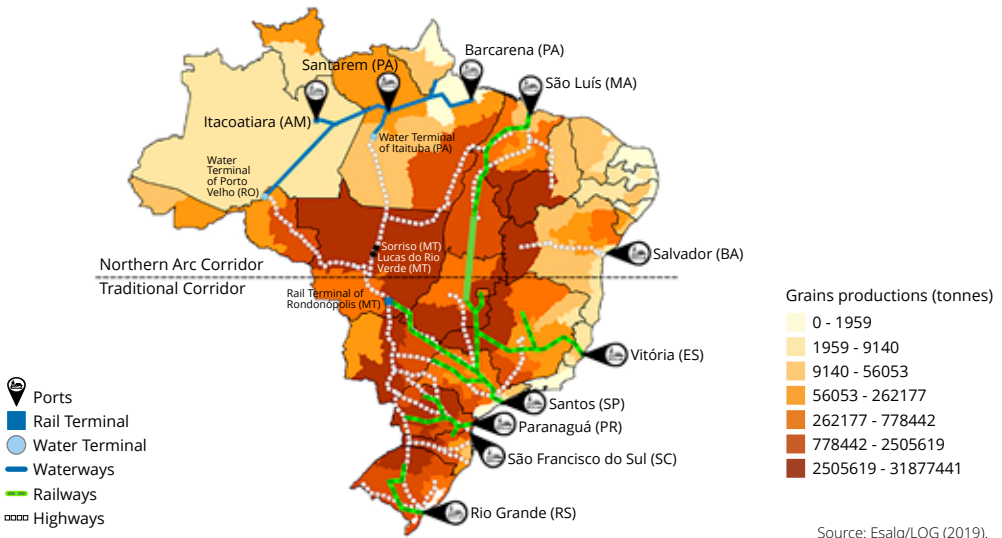 Barcarena (PA)
Santarem (PA)
São Luís (MA)
Itacoatiara (AM)
Water Terminal
of Itaituba (PA)
Water
Terminal
of Porto
Velho (RO)
Sorriso (MT)
Lucas do Rio
Verde (MT)
Salvador (BA)
Northern Arc Corridor
Traditional Corridor
Rail Terminal of
Rondonópolis (MT)
Vitória (ES)
Santos (SP)
Paranaguá (PR)
São Francisco do Sul (SC)
Rio Grande (RS)
Ports
Rail Terminal
Water Terminal
Waterways
Railways
Highways
Grains productions (tonnes)
0 - 1959
1959 - 9140
9140 - 56053
56053 - 262177
262177 - 778442
778442 - 2505619
2505619 - 31877441
Source: Esalq/LOG (2019).